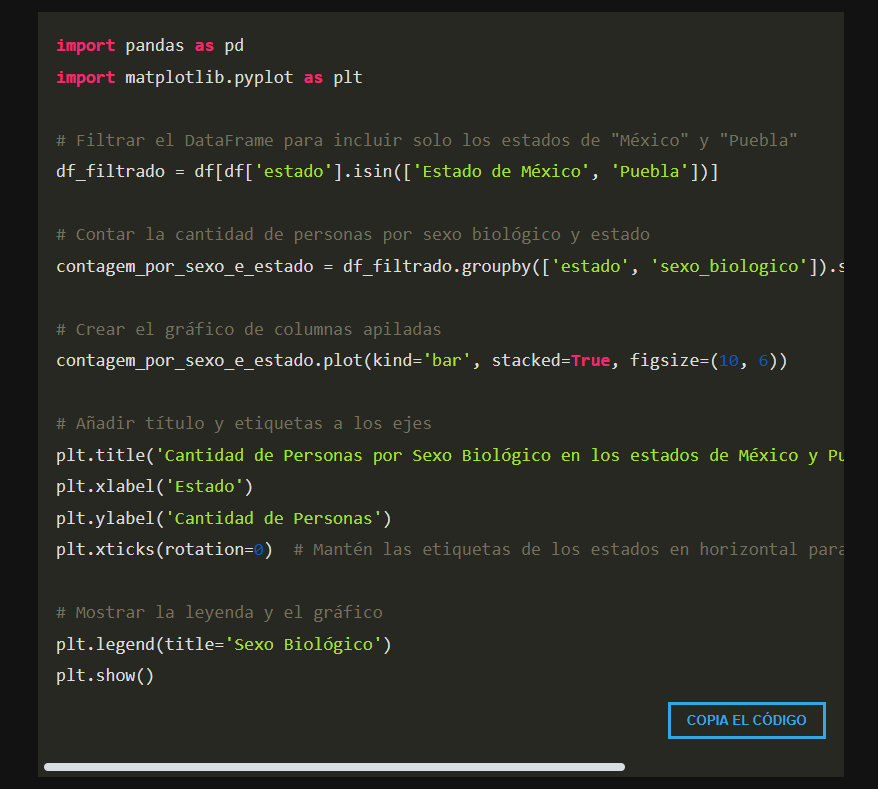 import pandas as pd
import matplotlib.pyplot as plt
# Filtrar el DataFrame para incluir solo los estados de "México" y "Puebla"
df_filtrado = df[df['estado'].isin(['Estado de México', 'Puebla'])]
# Contar la cantidad de personas por sexo biológico y estado
contagem_por_sexo_e_estado = df_filtrado.groupby(['estado', 'sexo_biologico']).s
# Crear el gráfico de columnas apiladas
contagem_por_sexo_e_estado.plot(kind='bar', stacked=True, figsize=(10, 6))
# Añadir título y etiquetas a los ejes
plt.title('Cantidad de Personas por Sexo Biológico en los estados de México y Pu
plt.xlabel('Estado')
plt.ylabel('Cantidad de Personas')
plt.xticks(rotation=0)  # Mantén las etiquetas de los estados en horizontal para
# Mostrar la leyenda y el gráfico
plt.legend(title='Sexo Biológico')
plt.show()
COPIA EL CÓDIGO